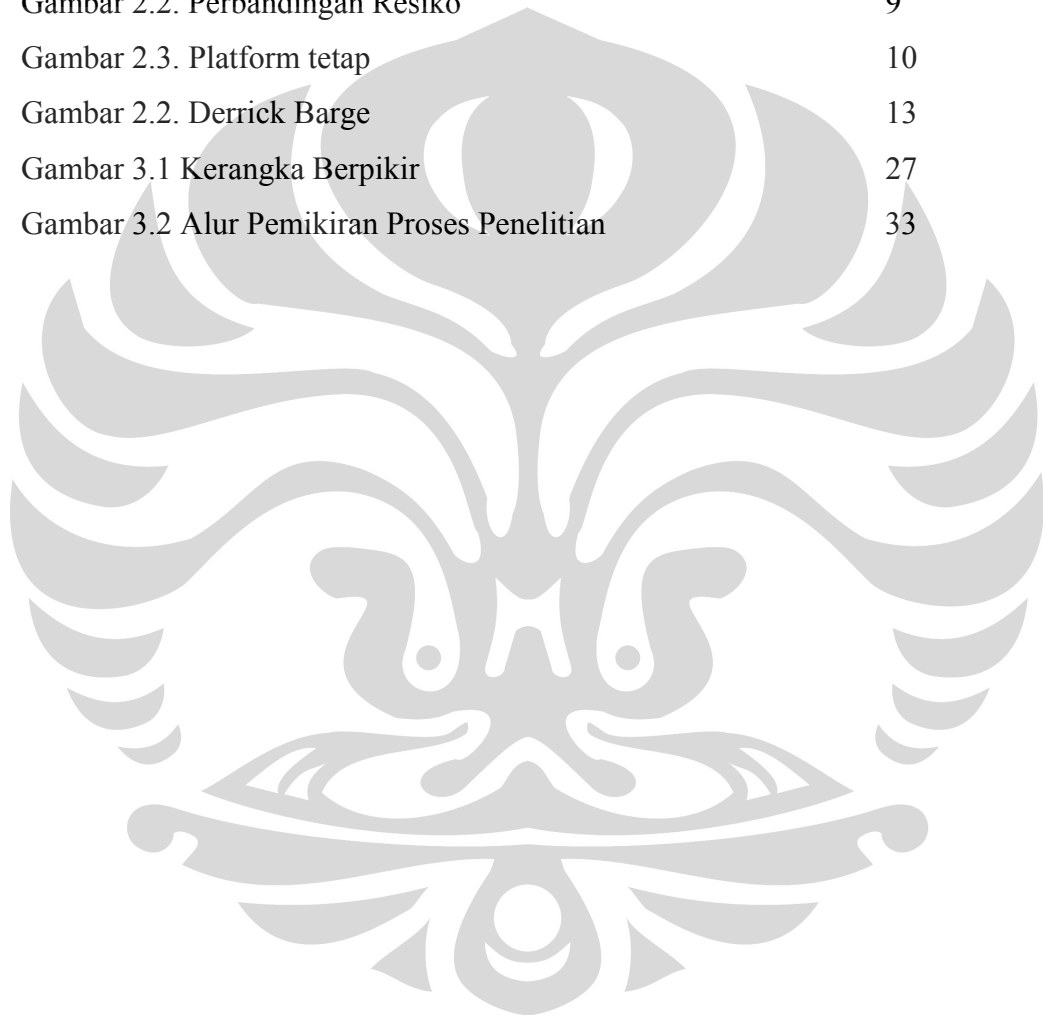 Gambar 2.2. Perbandingan Resiko 9
Gambar 2.3. Platform tetap 10
Gambar 2.2. Derrick Barge 13
Gambar 3.1 Kerangka Berpikir 27
Gambar 3.2 Alur Pemikiran Proses Penelitian 33